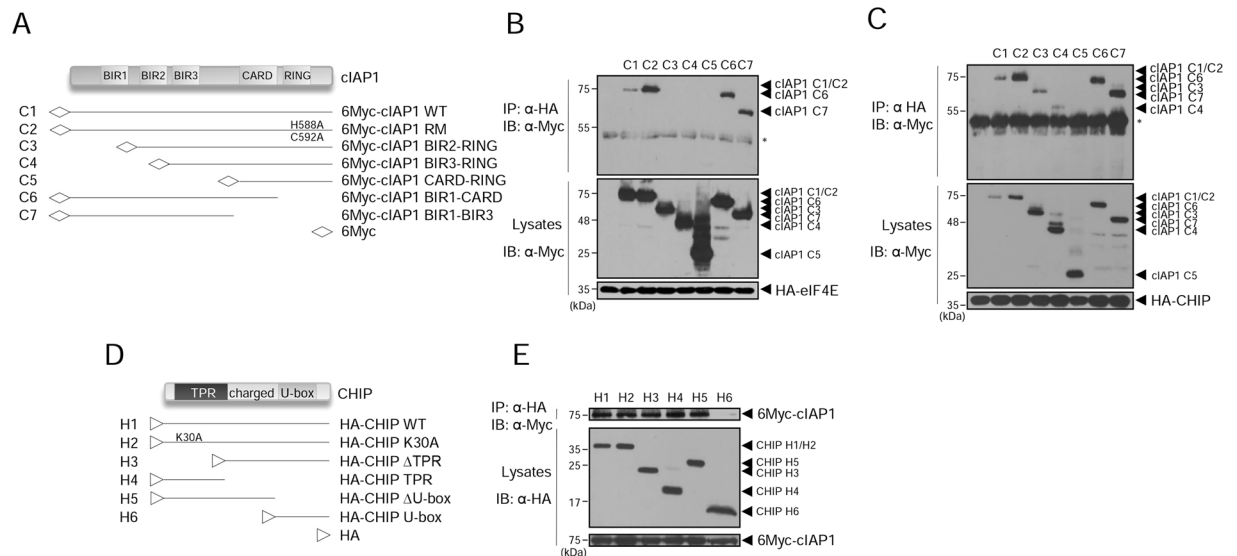 A
BIR1 BIR2 BIR3 CARD RING cIAP1
C1 6Myc-cIAP1 WT
C2 H588A 6Myc-cIAP1 RM
C592A
C3 6Myc-cIAP1 BIR2-RING
C4 6Myc-cIAP1 BIR3-RING
C5 6Myc-cIAP1 CARD-RING
C6 6Myc-cIAP1 BIR1-CARD
C7 6Myc-cIAP1 BIR1-BIR3
6Myc
B
C1 C2 C3 C4 C5 C6 C7
IP: α-HA
IB: α-Myc
75
55
cIAP1 C1/C2
cIAP1 C6
cIAP1 C7
*
Lysates
IB: α-Myc
75
48
25
cIAP1 C1/C2
cIAP1 C6
cIAP1 C3
cIAP1 C7
cIAP1 C4
cIAP1 C5
35
(kDa)
HA-eIF4E
C
C1 C2 C3 C4 C5 C6 C7
IP: α HA
IB: α-Myc
75
55
cIAP1 C1/C2
cIAP1 C6
cIAP1 C3
cIAP1 C7
cIAP1 C4
*
Lysates
IB: α-Myc
75
48
25
cIAP1 C1/C2
cIAP1 C6
cIAP1 C3
cIAP1 C7
cIAP1 C4
cIAP1 C5
35
(kDa)
HA-CHIP
D
TPR charged U-box CHIP
H1 HA-CHIP WT
H2 K30A HA-CHIP K30A
H3 HA-CHIP ΔTPR
H4 HA-CHIP TPR
H5 HA-CHIP ΔU-box
H6 HA-CHIP U-box
HA
E
H1 H2 H3 H4 H5 H6
IP: α-HA
IB: α-Myc
75
6Myc-cIAP1
Lysates
IB: α-HA
35
25
17
CHIP H1/H2
CHIP H5
CHIP H3
CHIP H4
CHIP H6
75
(kDa)
6Myc-cIAP1